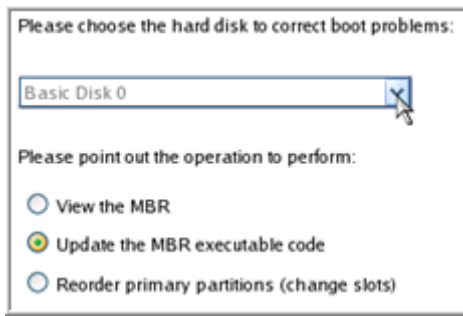 Please choose the hard disk to correct boot problems:
Basic Disk 0
Please point out the operation to perform:
View the MBR
Update the MBR executable code
Reorder primary partitions (change slots)